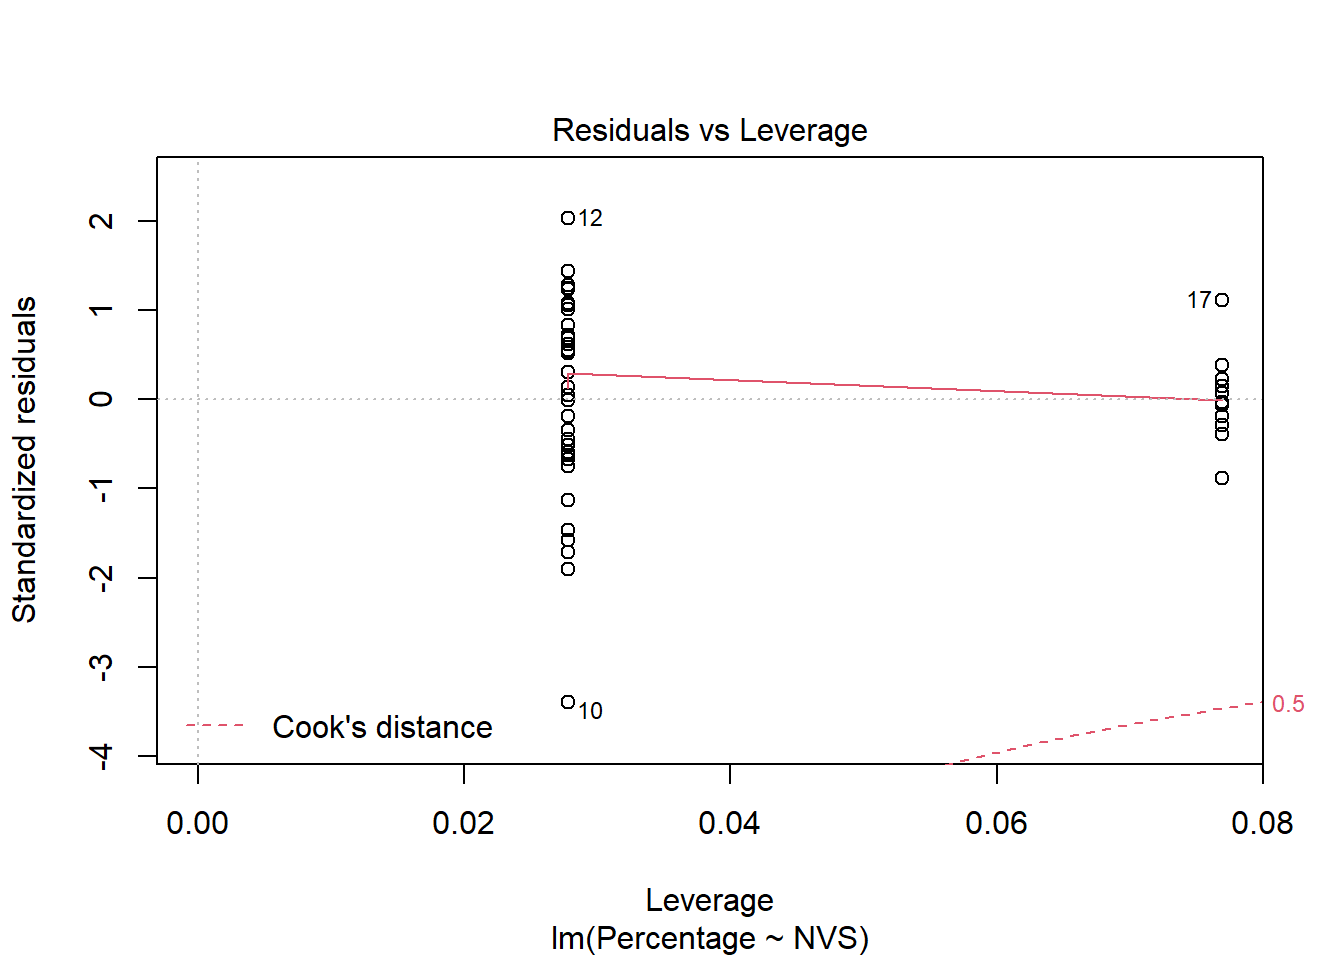 Residuals vs Leverage
Standardized residuals
2
1
0
-1
-2
-3
-4
12
17
10
0.5
Cook's distance
0.00 0.02 0.04 0.06 0.08
Leverage
lm(Percentage ~ NVS)